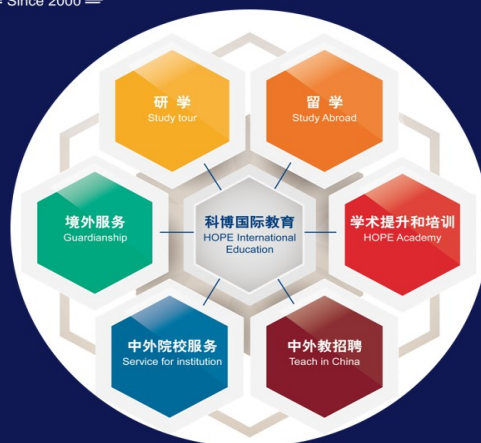 Since 2000
研 学
Study tour
留 学
Study Abroad
境外服务
Guardianship
科博国际教育
HOPE International
Education
学术提升和培训
HOPE Academy
中外院校服务
Service for institution
中外教招聘
Teach in China